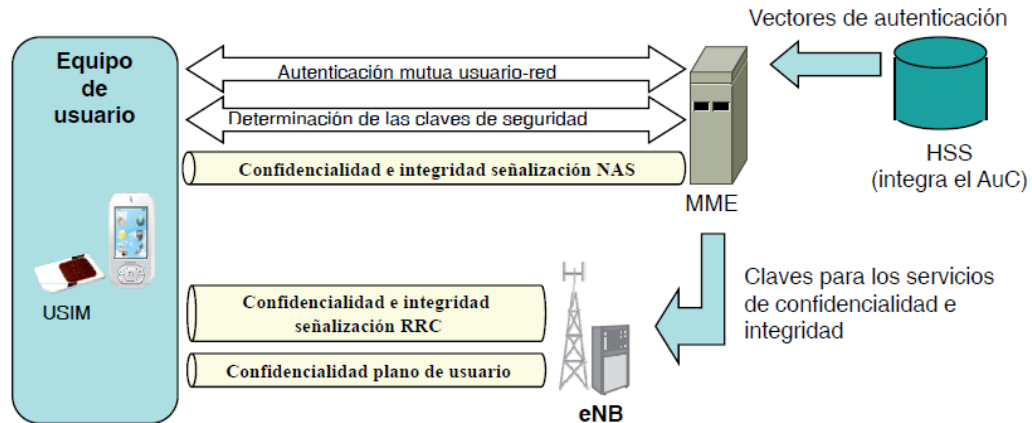 Vectores de autenticación
Equipo
de
usuario
Autenticación mutua usuario-red
Determinación de las claves de seguridad
Confidencialidad e integridad señalización NAS
MME
HSS
(integra el AuC)
USIM
Confidencialidad e integridad
señalización RRC
Confidencialidad plano de usuario
eNB
Claves para los servicios
de confidencialidad e
integridad